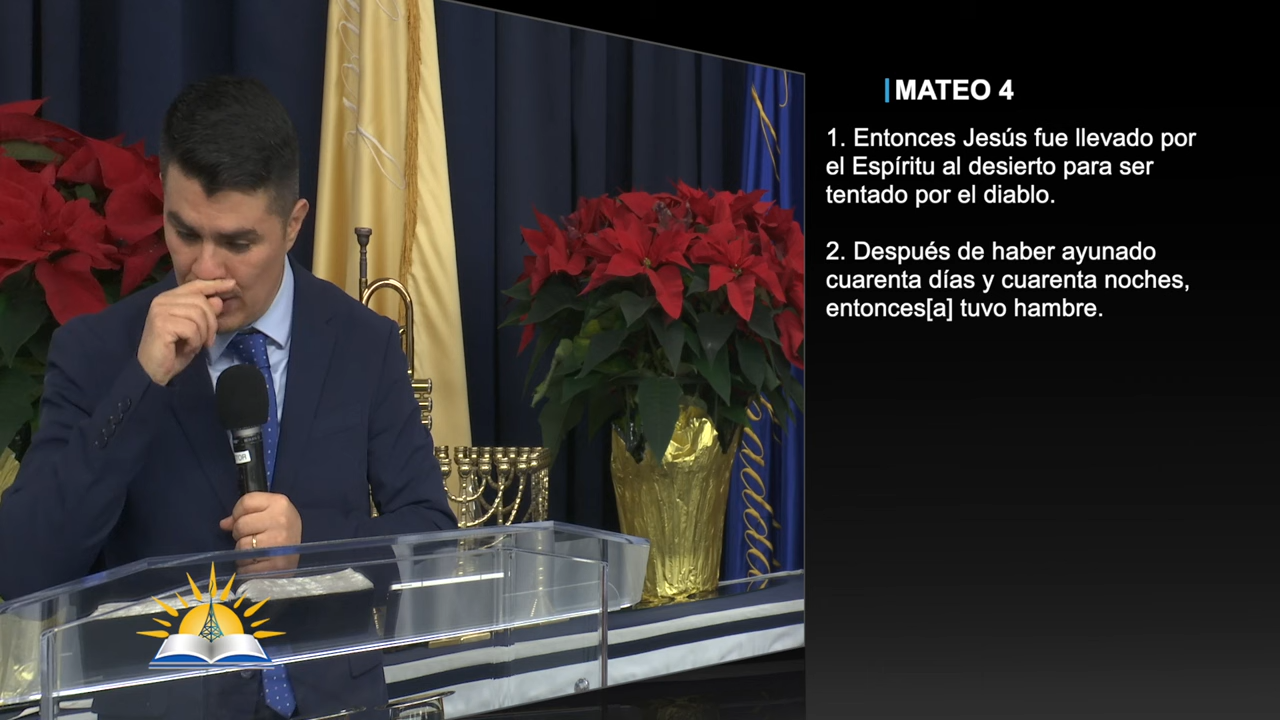 MATEO 4
1. Entonces Jesús fue llevado por
el Espíritu al desierto para ser
tentado por el diablo.
2. Después de haber ayunado
cuarenta días y cuarenta noches,
entonces[a] tuvo hambre.